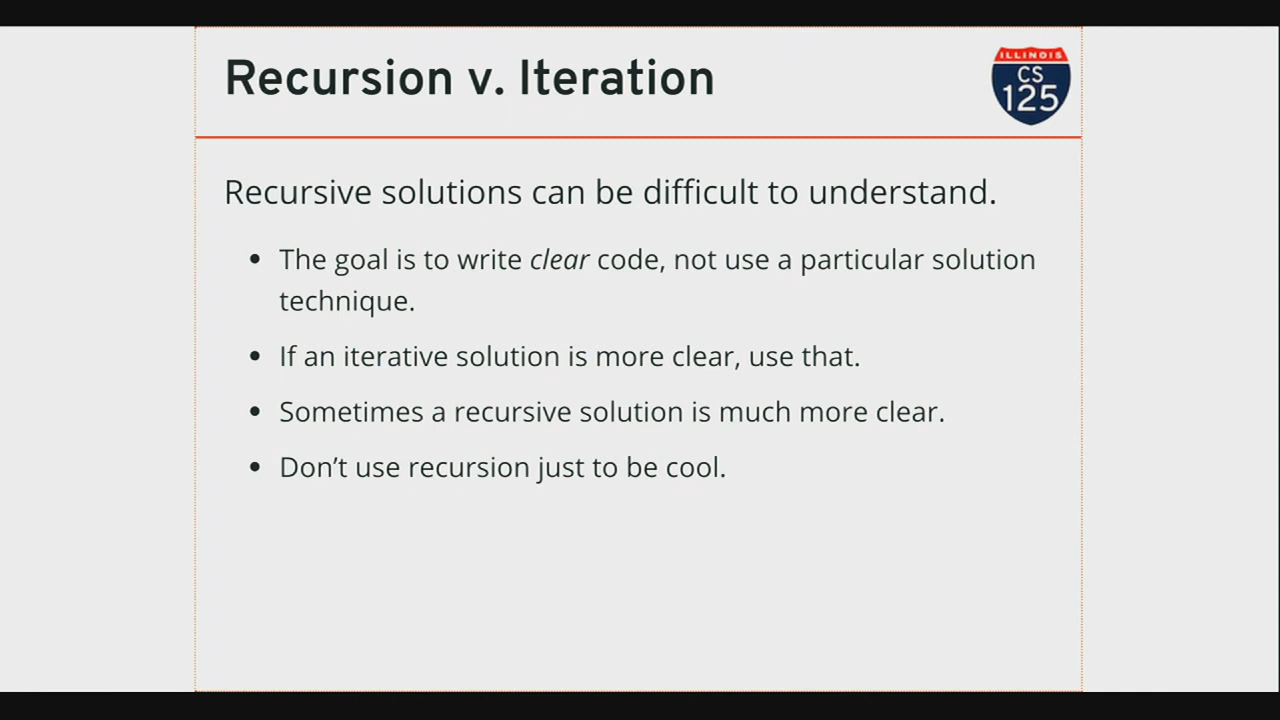 Recursion v. Iteration
ILLINOIS
CS
125
Recursive solutions can be difficult to understand.
• The goal is to write clear code, not use a particular solution
technique.
• If an iterative solution is more clear, use that.
• Sometimes a recursive solution is much more clear.
• Don’t use recursion just to be cool.